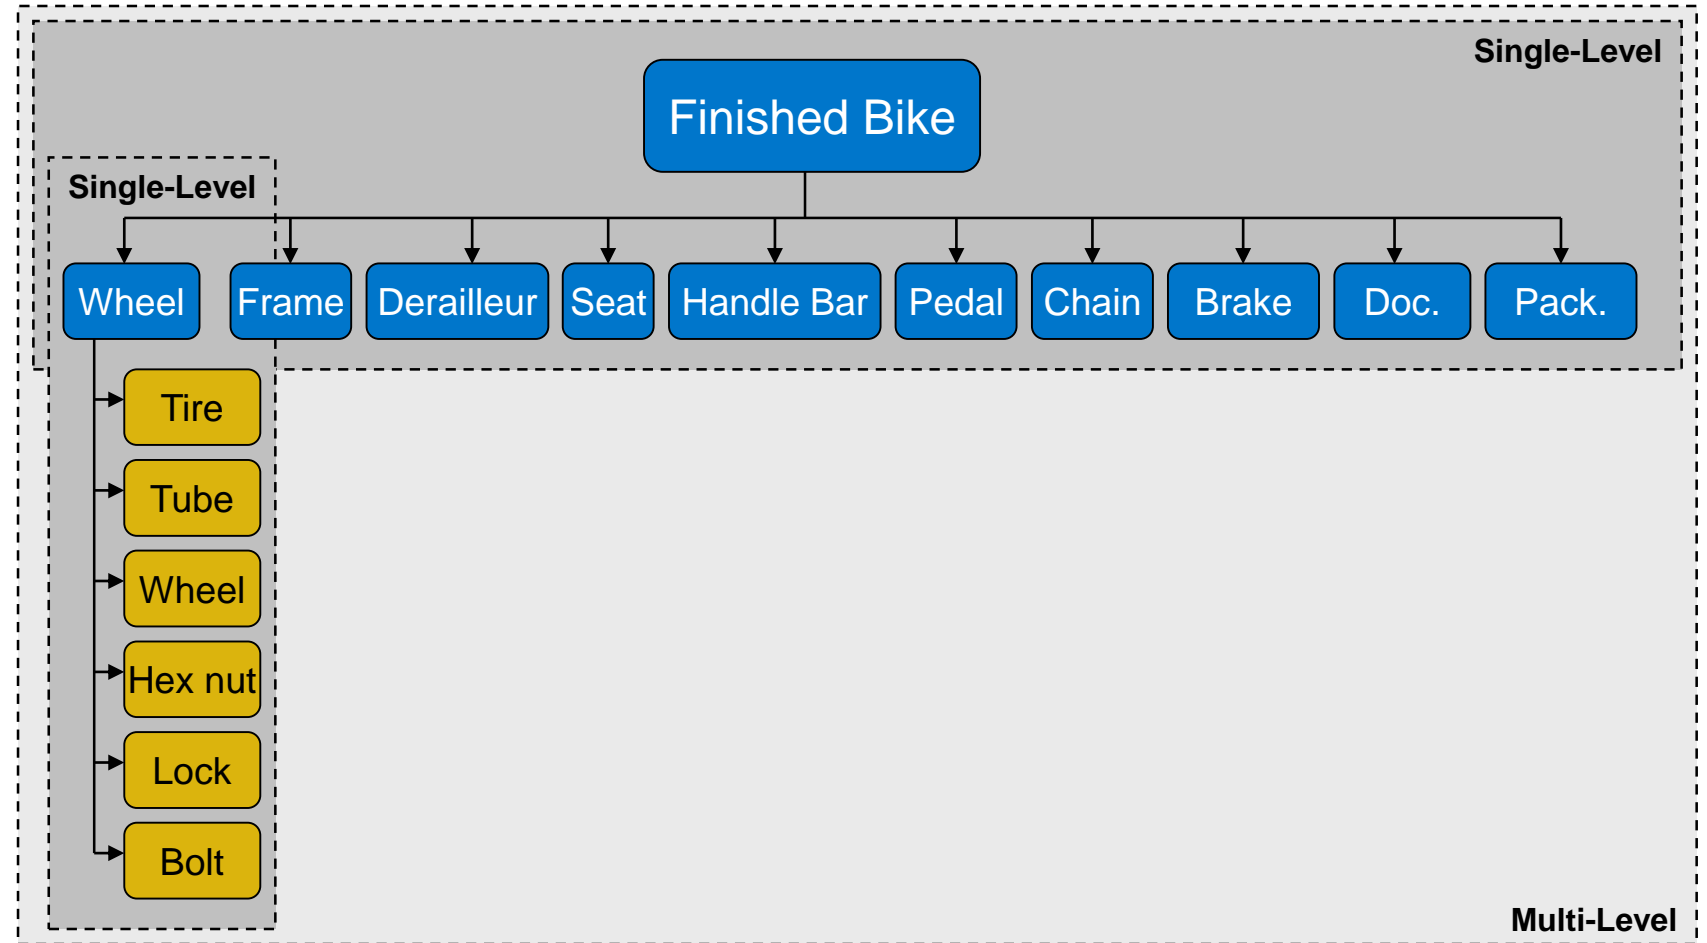 Single-Level
Finished Bike
Single-Level
Wheel
Frame
Derailleur
Seat
Handle Bar
Pedal
Chain
Brake
Doc.
Pack.
Tire
Tube
Wheel
Hex nut
Lock
Bolt
Multi-Level